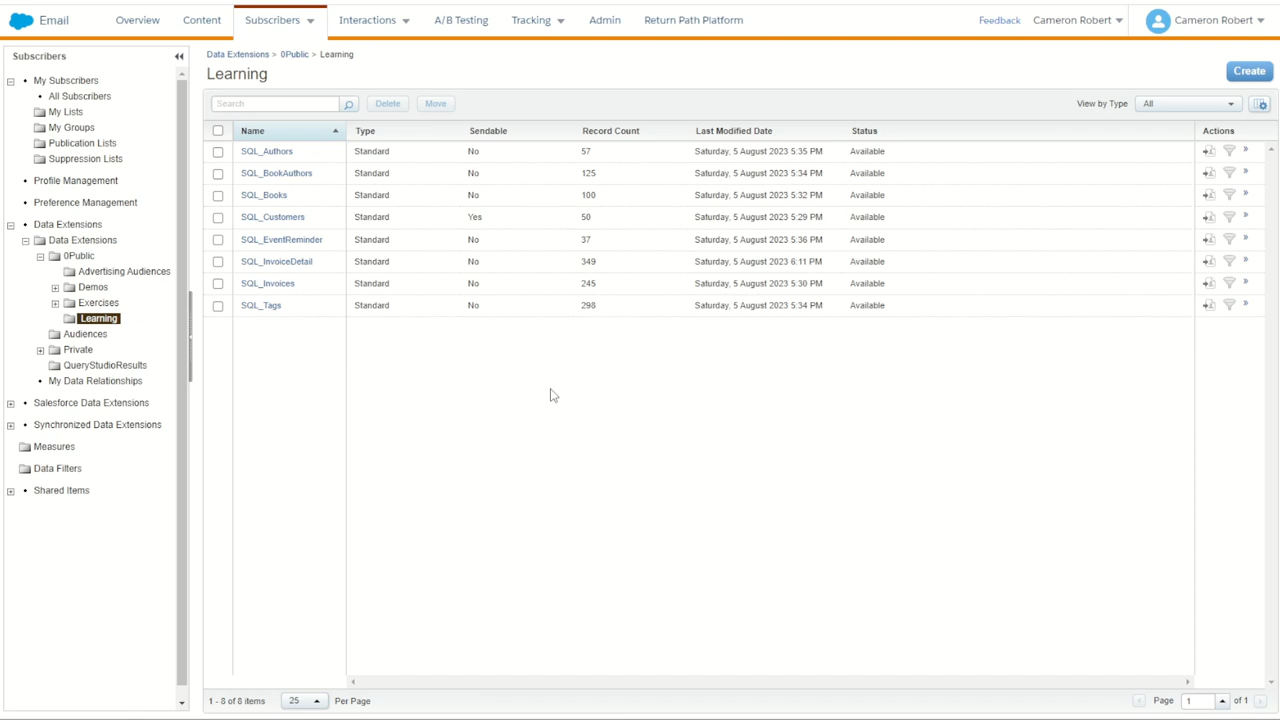 Email Overview Content Subscribers Interactions A/B Testing Tracking Admin Return Path Platform Feedback Cameron Robert Cameron Robert
Subscribers
My Subscribers
All Subscribers
My Lists
My Groups
Publication Lists
Suppression Lists
Profile Management
Preference Management
Data Extensions
Data Extensions
0Public
Advertising Audiences
Demos
Exercises
Learning
Audiences
Private
QueryStudioResults
My Data Relationships
Salesforce Data Extensions
Synchronized Data Extensions
Measures
Data Filters
Shared Items
Data Extensions > 0Public > Learning
Learning
Create
Search Delete Move View by Type All
Name Type Sendable Record Count Last Modified Date Status Actions
SQL_Authors Standard No 57 Saturday, 5 August 2023 5:35 PM Available
SQL_BookAuthors Standard No 125 Saturday, 5 August 2023 5:34 PM Available
SQL_Books Standard No 100 Saturday, 5 August 2023 5:32 PM Available
SQL_Customers Standard Yes 50 Saturday, 5 August 2023 5:29 PM Available
SQL_EventReminder Standard No 37 Saturday, 5 August 2023 5:36 PM Available
SQL_InvoiceDetail Standard No 349 Saturday, 5 August 2023 6:11 PM Available
SQL_Invoices Standard No 245 Saturday, 5 August 2023 5:30 PM Available
SQL_Tags Standard No 298 Saturday, 5 August 2023 5:34 PM Available
1 - 8 of 8 items 25 Per Page Page 1 of 1